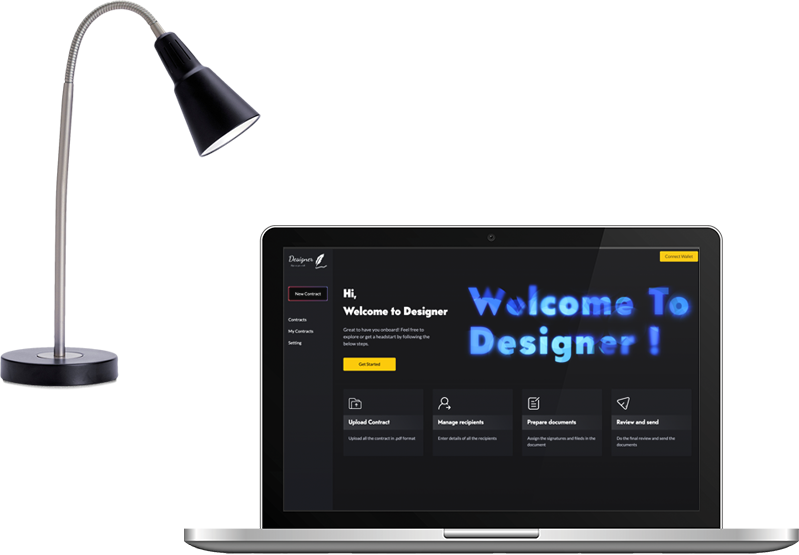 Designer
Connect Wallet
New Contract
Contracts
My Contracts
Setting
Hi,
Welcome to Designer
Great to have you onboard! Feel free to
explore or get a headstart by following the
below steps.
Get Started
Welcome To
Designer !
Upload Contract
Upload all the contract in .pdf format
Manage recipients
Enter details of all the recipients
Prepare documents
Assign the signatures and fileds in the
document
Review and send
Do the final review and send the
documents